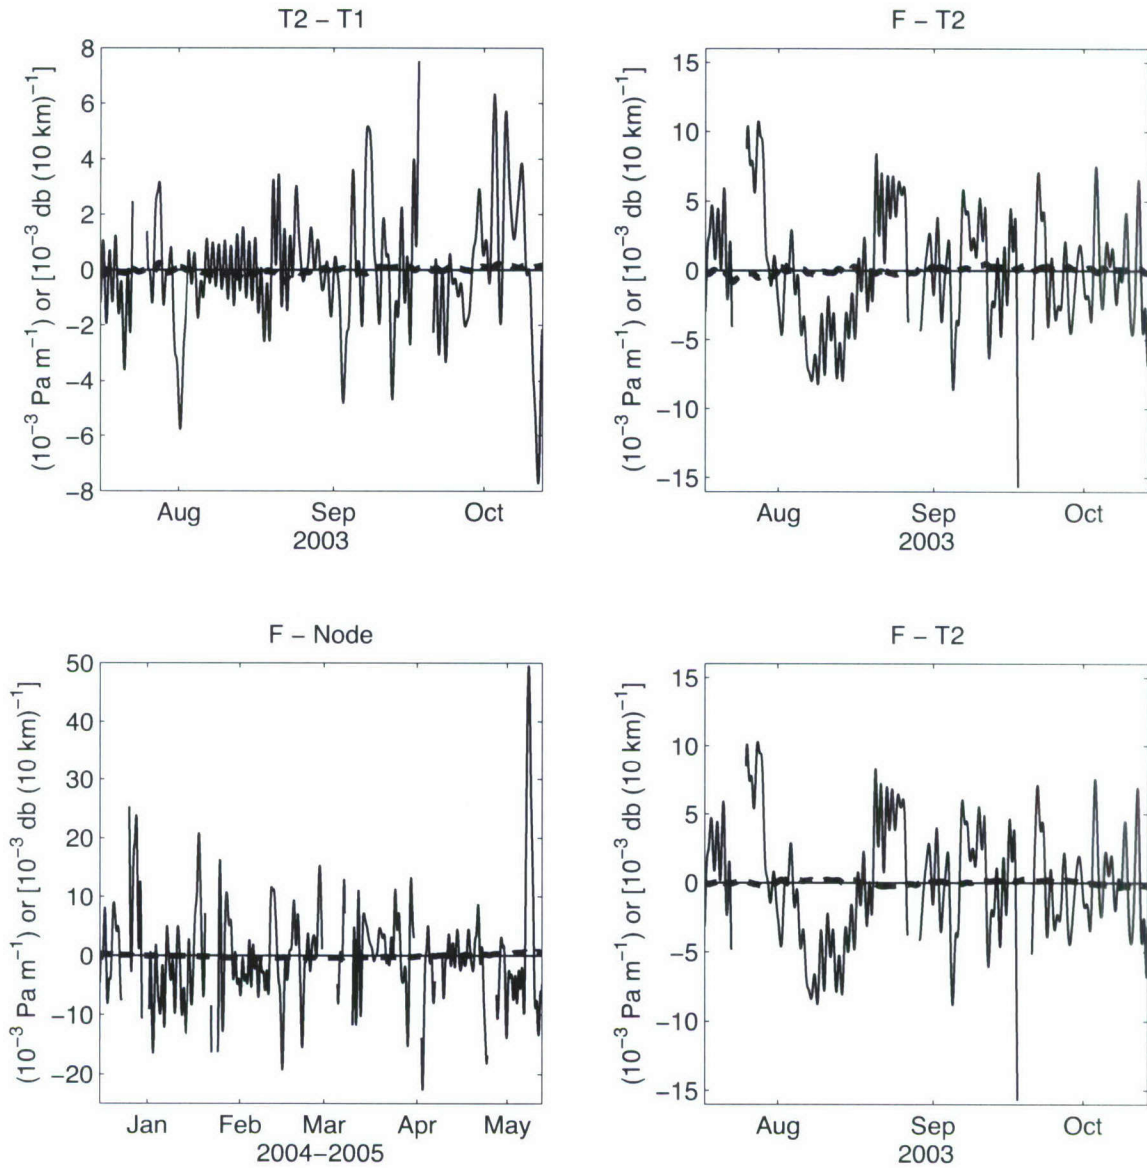 T2 – T1
(10⁻³ Pa m⁻¹) or [10⁻³ db (10 km)⁻¹]
8
6
4
2
0
−2
−4
−6
−8
Aug Sep Oct
2003
F – T2
(10⁻³ Pa m⁻¹) or [10⁻³ db (10 km)⁻¹]
15
10
5
0
−5
−10
−15
Aug Sep Oct
2003
F – Node
(10⁻³ Pa m⁻¹) or [10⁻³ db (10 km)⁻¹]
50
40
30
20
10
0
−10
−20
Jan Feb Mar Apr May
2004–2005
F – T2
(10⁻³ Pa m⁻¹) or [10⁻³ db (10 km)⁻¹]
15
10
5
0
−5
−10
−15
Aug Sep Oct
2003